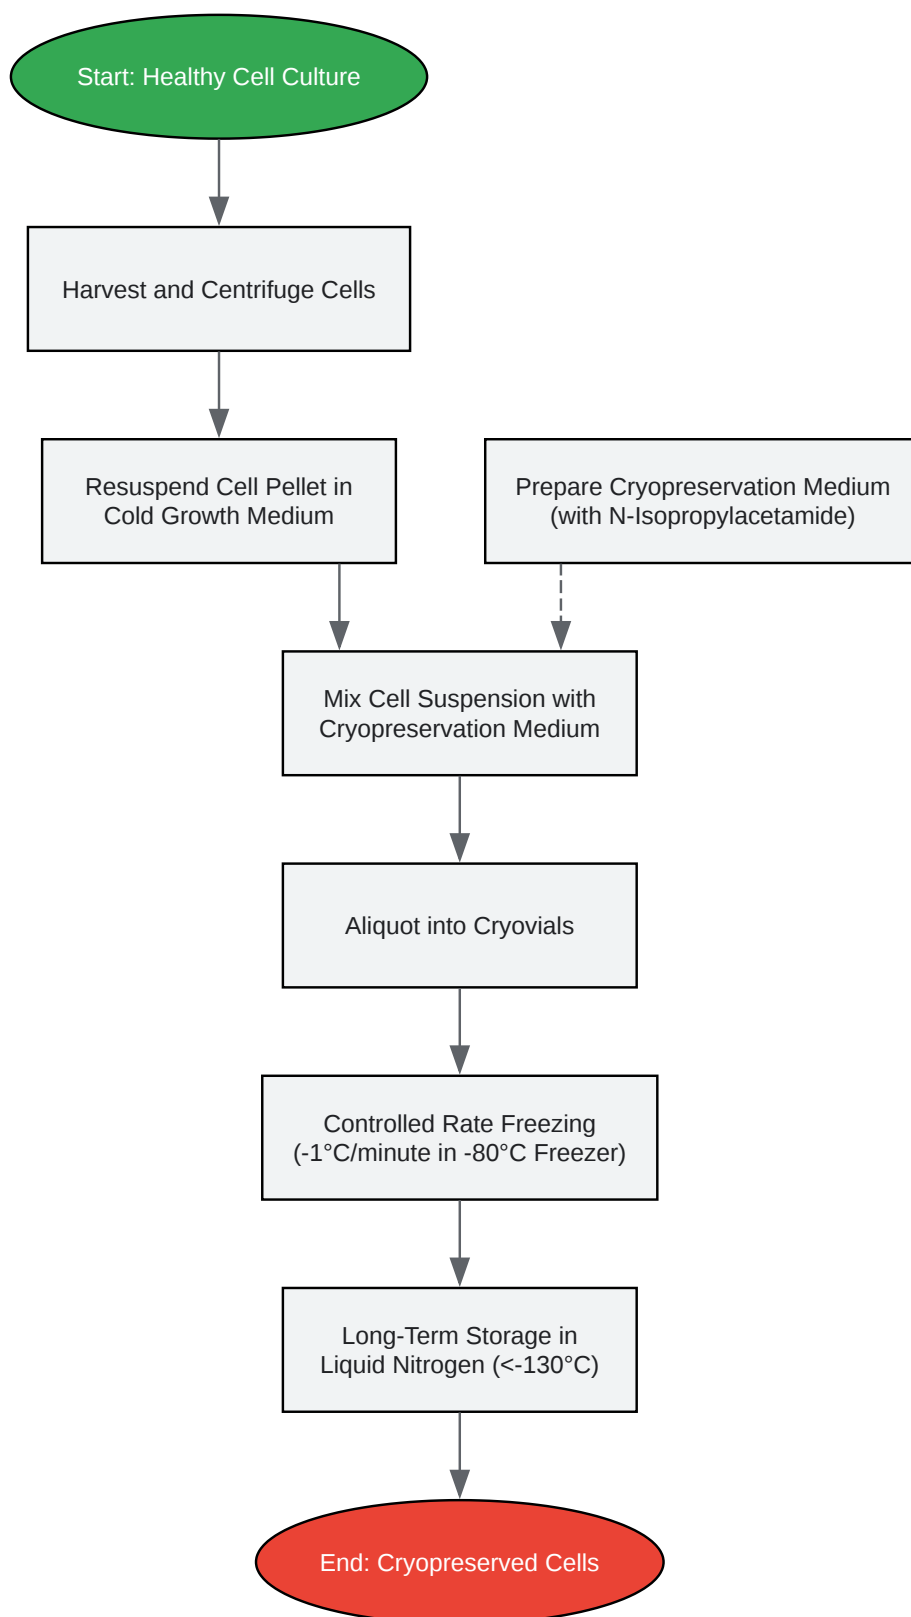 Start: Healthy Cell Culture
Harvest and Centrifuge Cells
Resuspend Cell Pellet in
Cold Growth Medium
Prepare Cryopreservation Medium
(with N-Isopropylacetamide)
Mix Cell Suspension with
Cryopreservation Medium
Aliquot into Cryovials
Controlled Rate Freezing
(-1°C/minute in -80°C Freezer)
Long-Term Storage in
Liquid Nitrogen (<-130°C)
End: Cryopreserved Cells